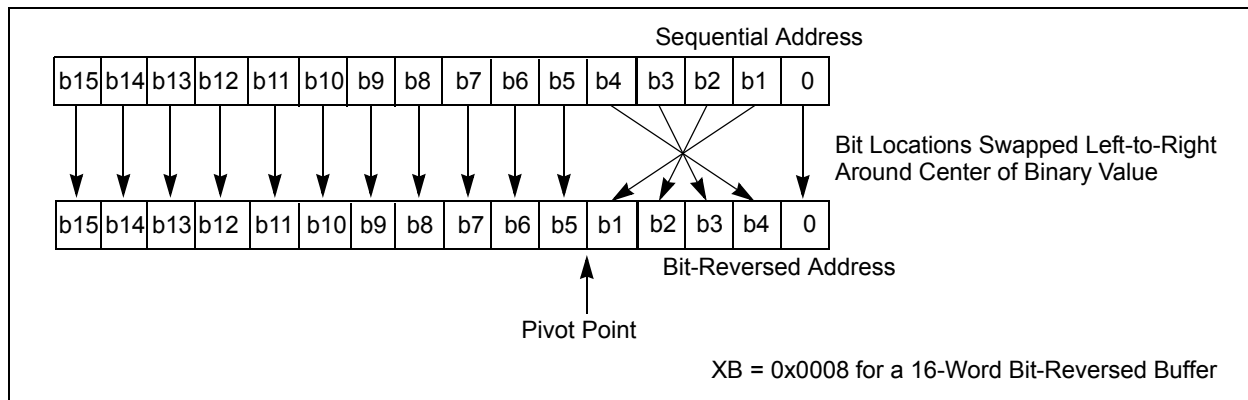 Sequential Address
b15 b14 b13 b12 b11 b10 b9 b8 b7 b6 b5 b4 b3 b2 b1 0
Bit Locations Swapped Left-to-Right
Around Center of Binary Value
b15 b14 b13 b12 b11 b10 b9 b8 b7 b6 b5 b1 b2 b3 b4 0
Bit-Reversed Address
Pivot Point
XB = 0x0008 for a 16-Word Bit-Reversed Buffer